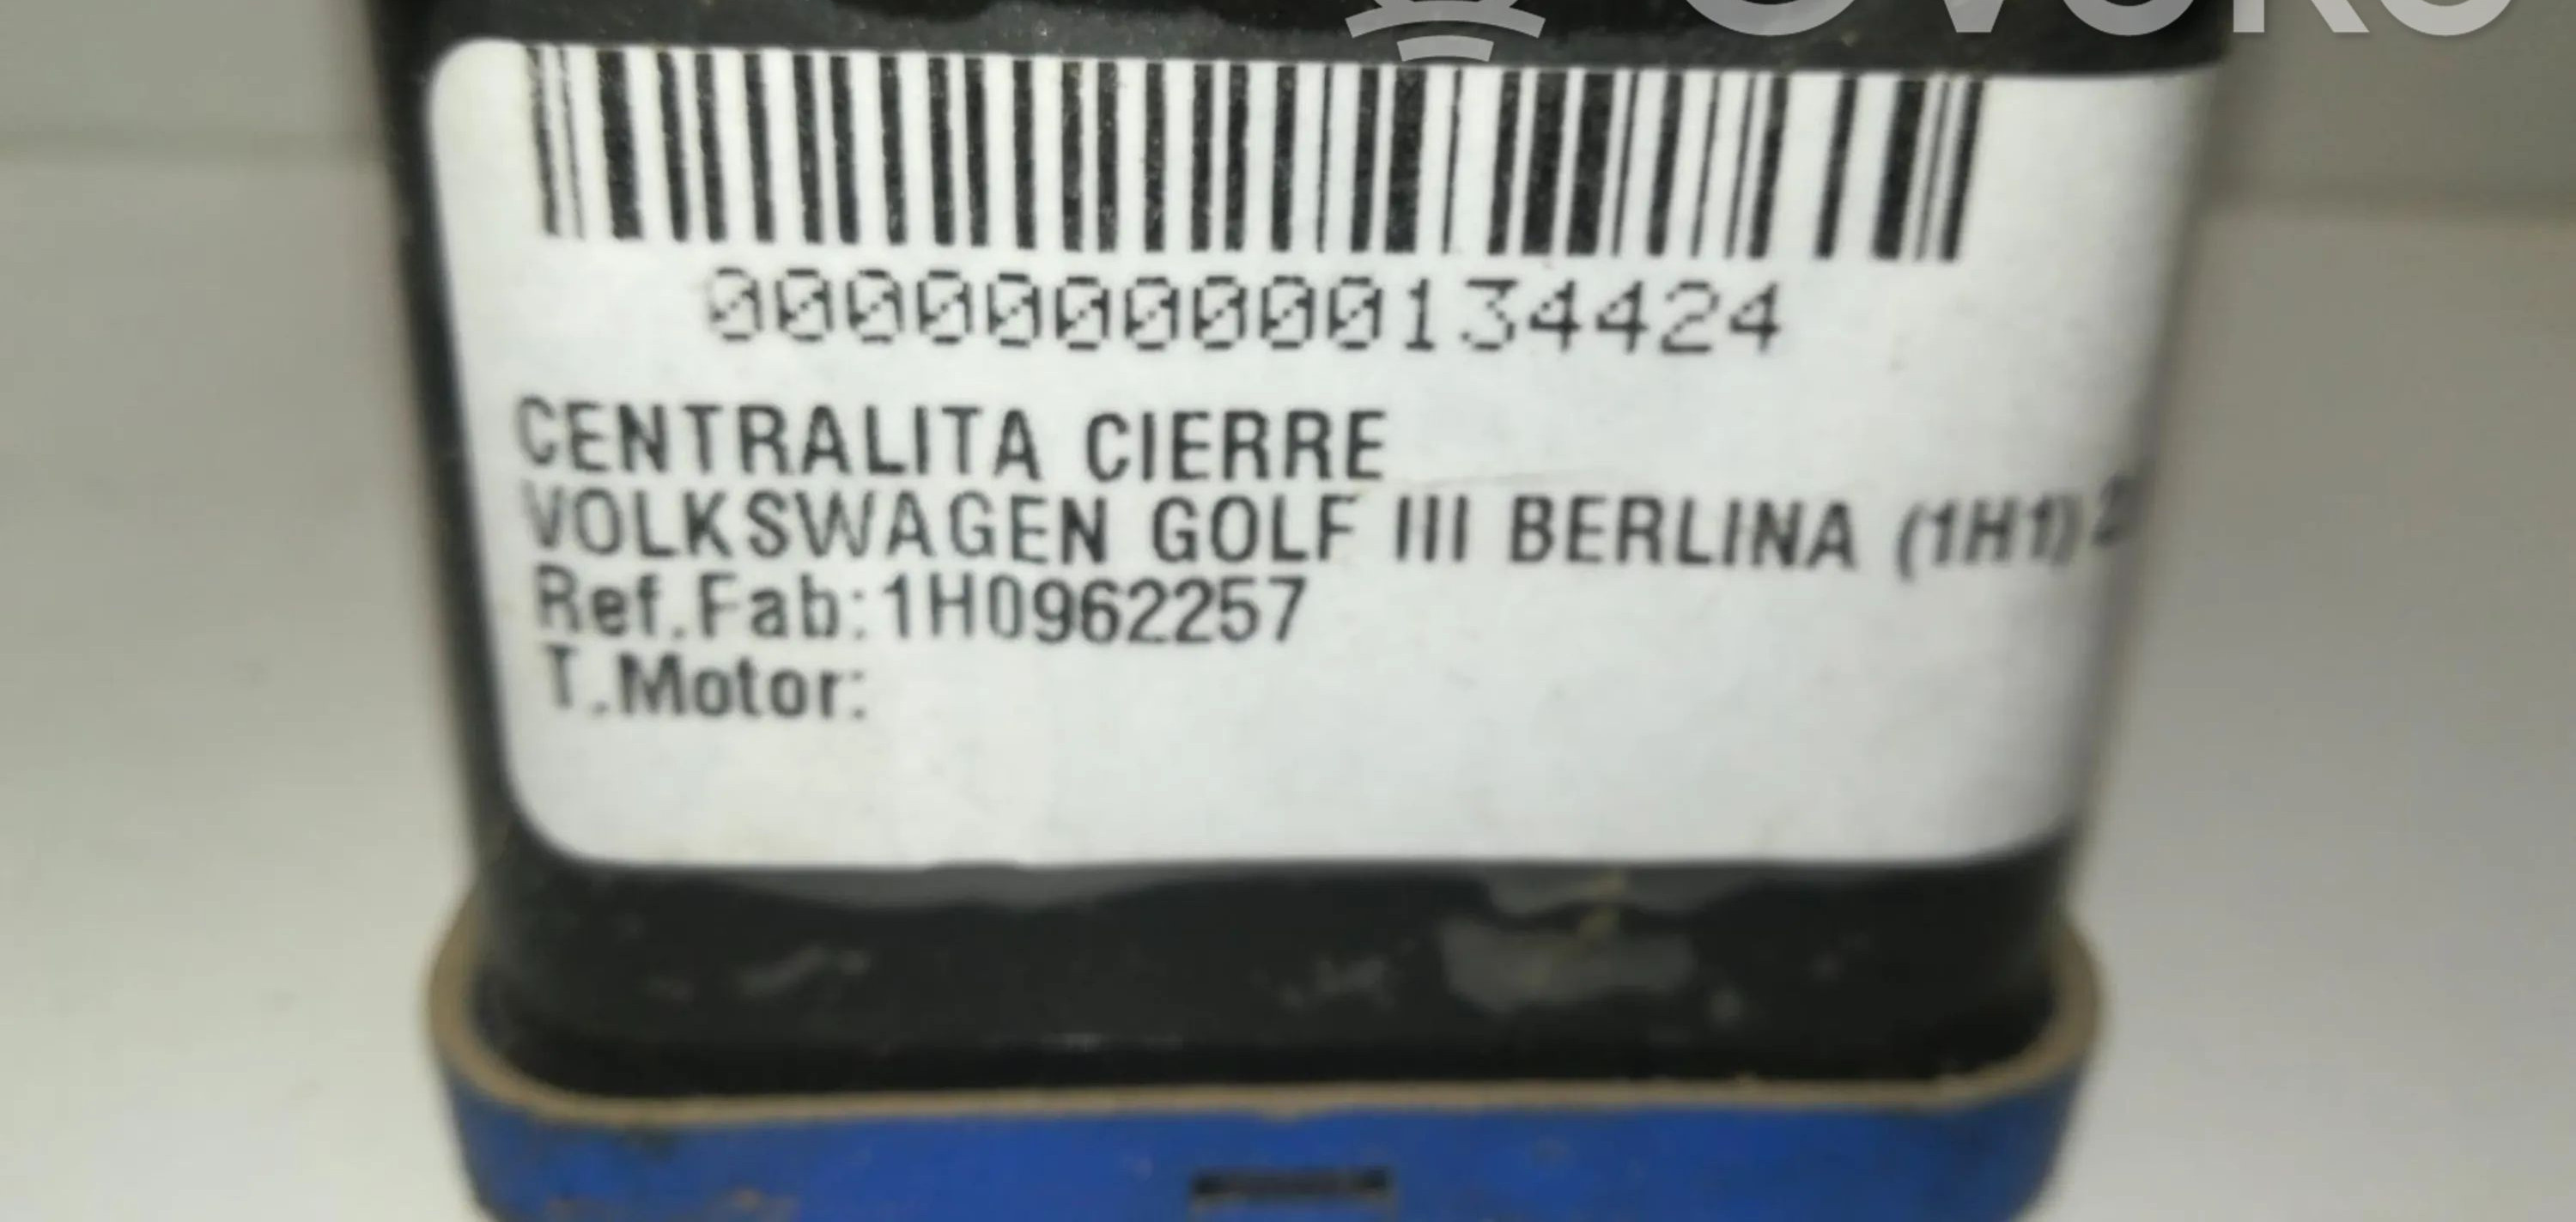 0000000000134424
CENTRALITA CIERRE
VOLKSWAGEN GOLF III BERLINA (1H1)
Ref.Fab:1H0962257
T.Motor: